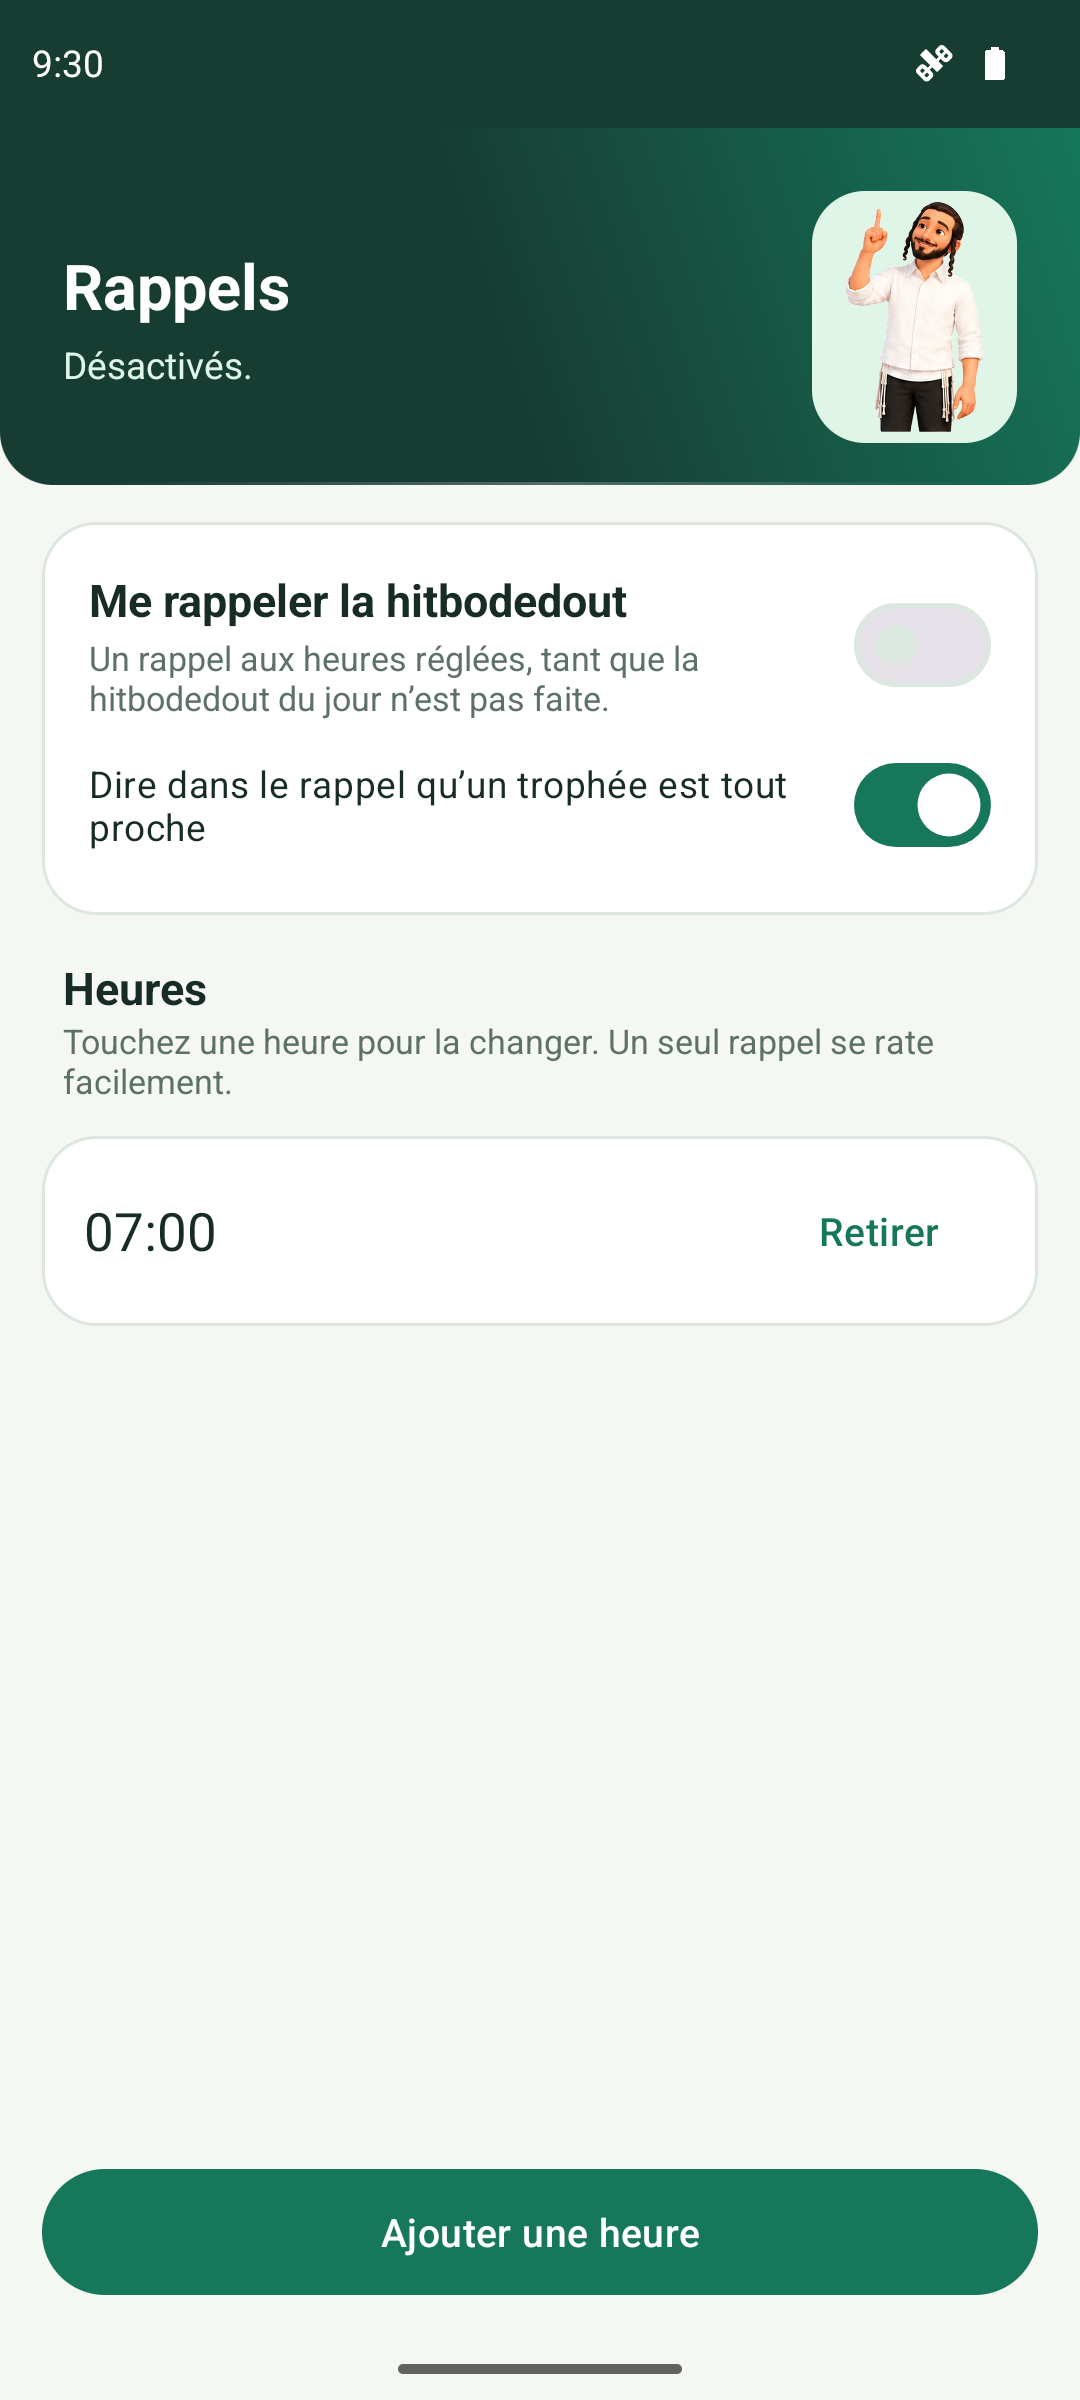 9:30
Rappels
Désactivés.
Me rappeler la hitbodedout
Un rappel aux heures réglées, tant que la
hitbodedout du jour n’est pas faite.
Dire dans le rappel qu’un trophée est tout
proche
Heures
Touchez une heure pour la changer. Un seul rappel se rate
facilement.
07:00
Retirer
Ajouter une heure